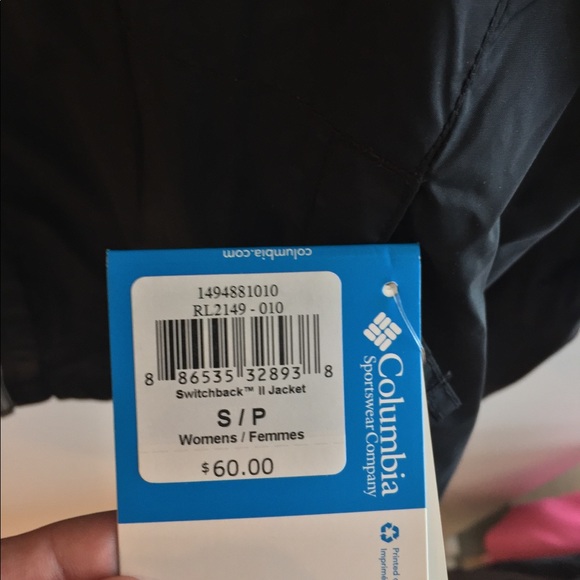 columbia.com
1494881010
RL2149 - 010
8 86535 32893 8
Switchback™ II Jacket
S / P
Womens / Femmes
$60.00
Columbia
Sportswear Company
Printed